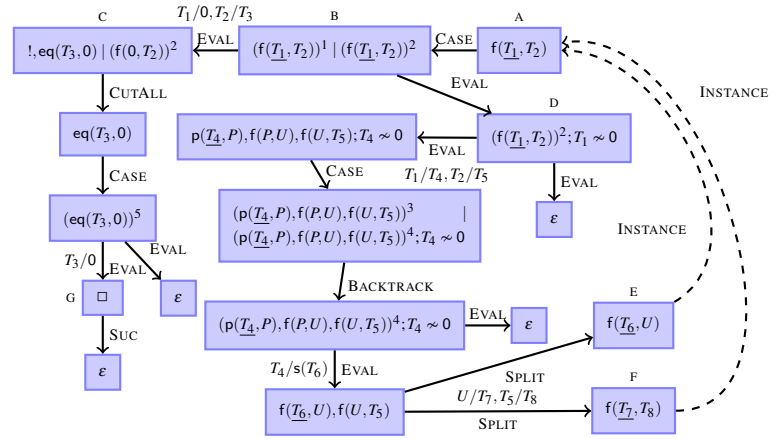 C
T₁/0, T₂/T₃
B
A
!, eq(T₃,0) | (f(0,T₂))²
EVAL
(f(T₁,T₂))¹ | (f(T₁,T₂))²
CASE
f(T₁,T₂)
CUTALL
EVAL
INSTANCE
D
eq(T₃,0)
p(T₄,P), f(P,U), f(U,T₅); T₄ ≁ 0
EVAL
(f(T₁,T₂))²; T₁ ≁ 0
T₁/T₄, T₂/T₅
CASE
CASE
EVAL
(eq(T₃,0))⁵
(p(T₄,P), f(P,U), f(U,T₅))³ |
(p(T₄,P), f(P,U), f(U,T₅))⁴; T₄ ≁ 0
ε
INSTANCE
EVAL
T₃/0
EVAL
BACKTRACK
G
□
ε
E
(p(T₄,P), f(P,U), f(U,T₅))⁴; T₄ ≁ 0
EVAL
ε
f(T₆,U)
SUC
ε
T₄/s(T₆)
EVAL
SPLIT
F
U/T₇, T₅/T₈
f(T₆,U), f(U,T₅)
f(T₇,T₈)
SPLIT